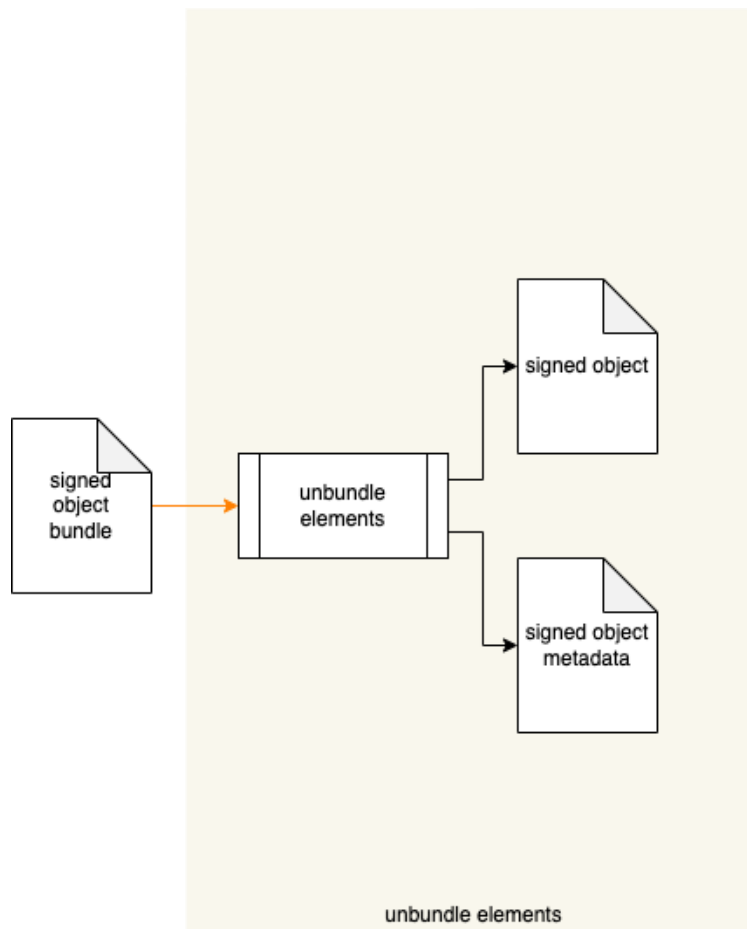 signed object
signed
object
bundle
unbundle
elements
signed object
metadata
unbundle elements